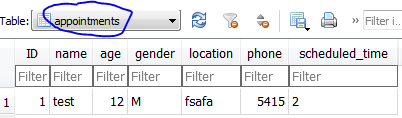 Table: appointments Filter i...
ID name age gender location phone scheduled_time
Filter Filter Filter Filter Filter Filter Filter
1 1 test 12 M fsafa 5415 2